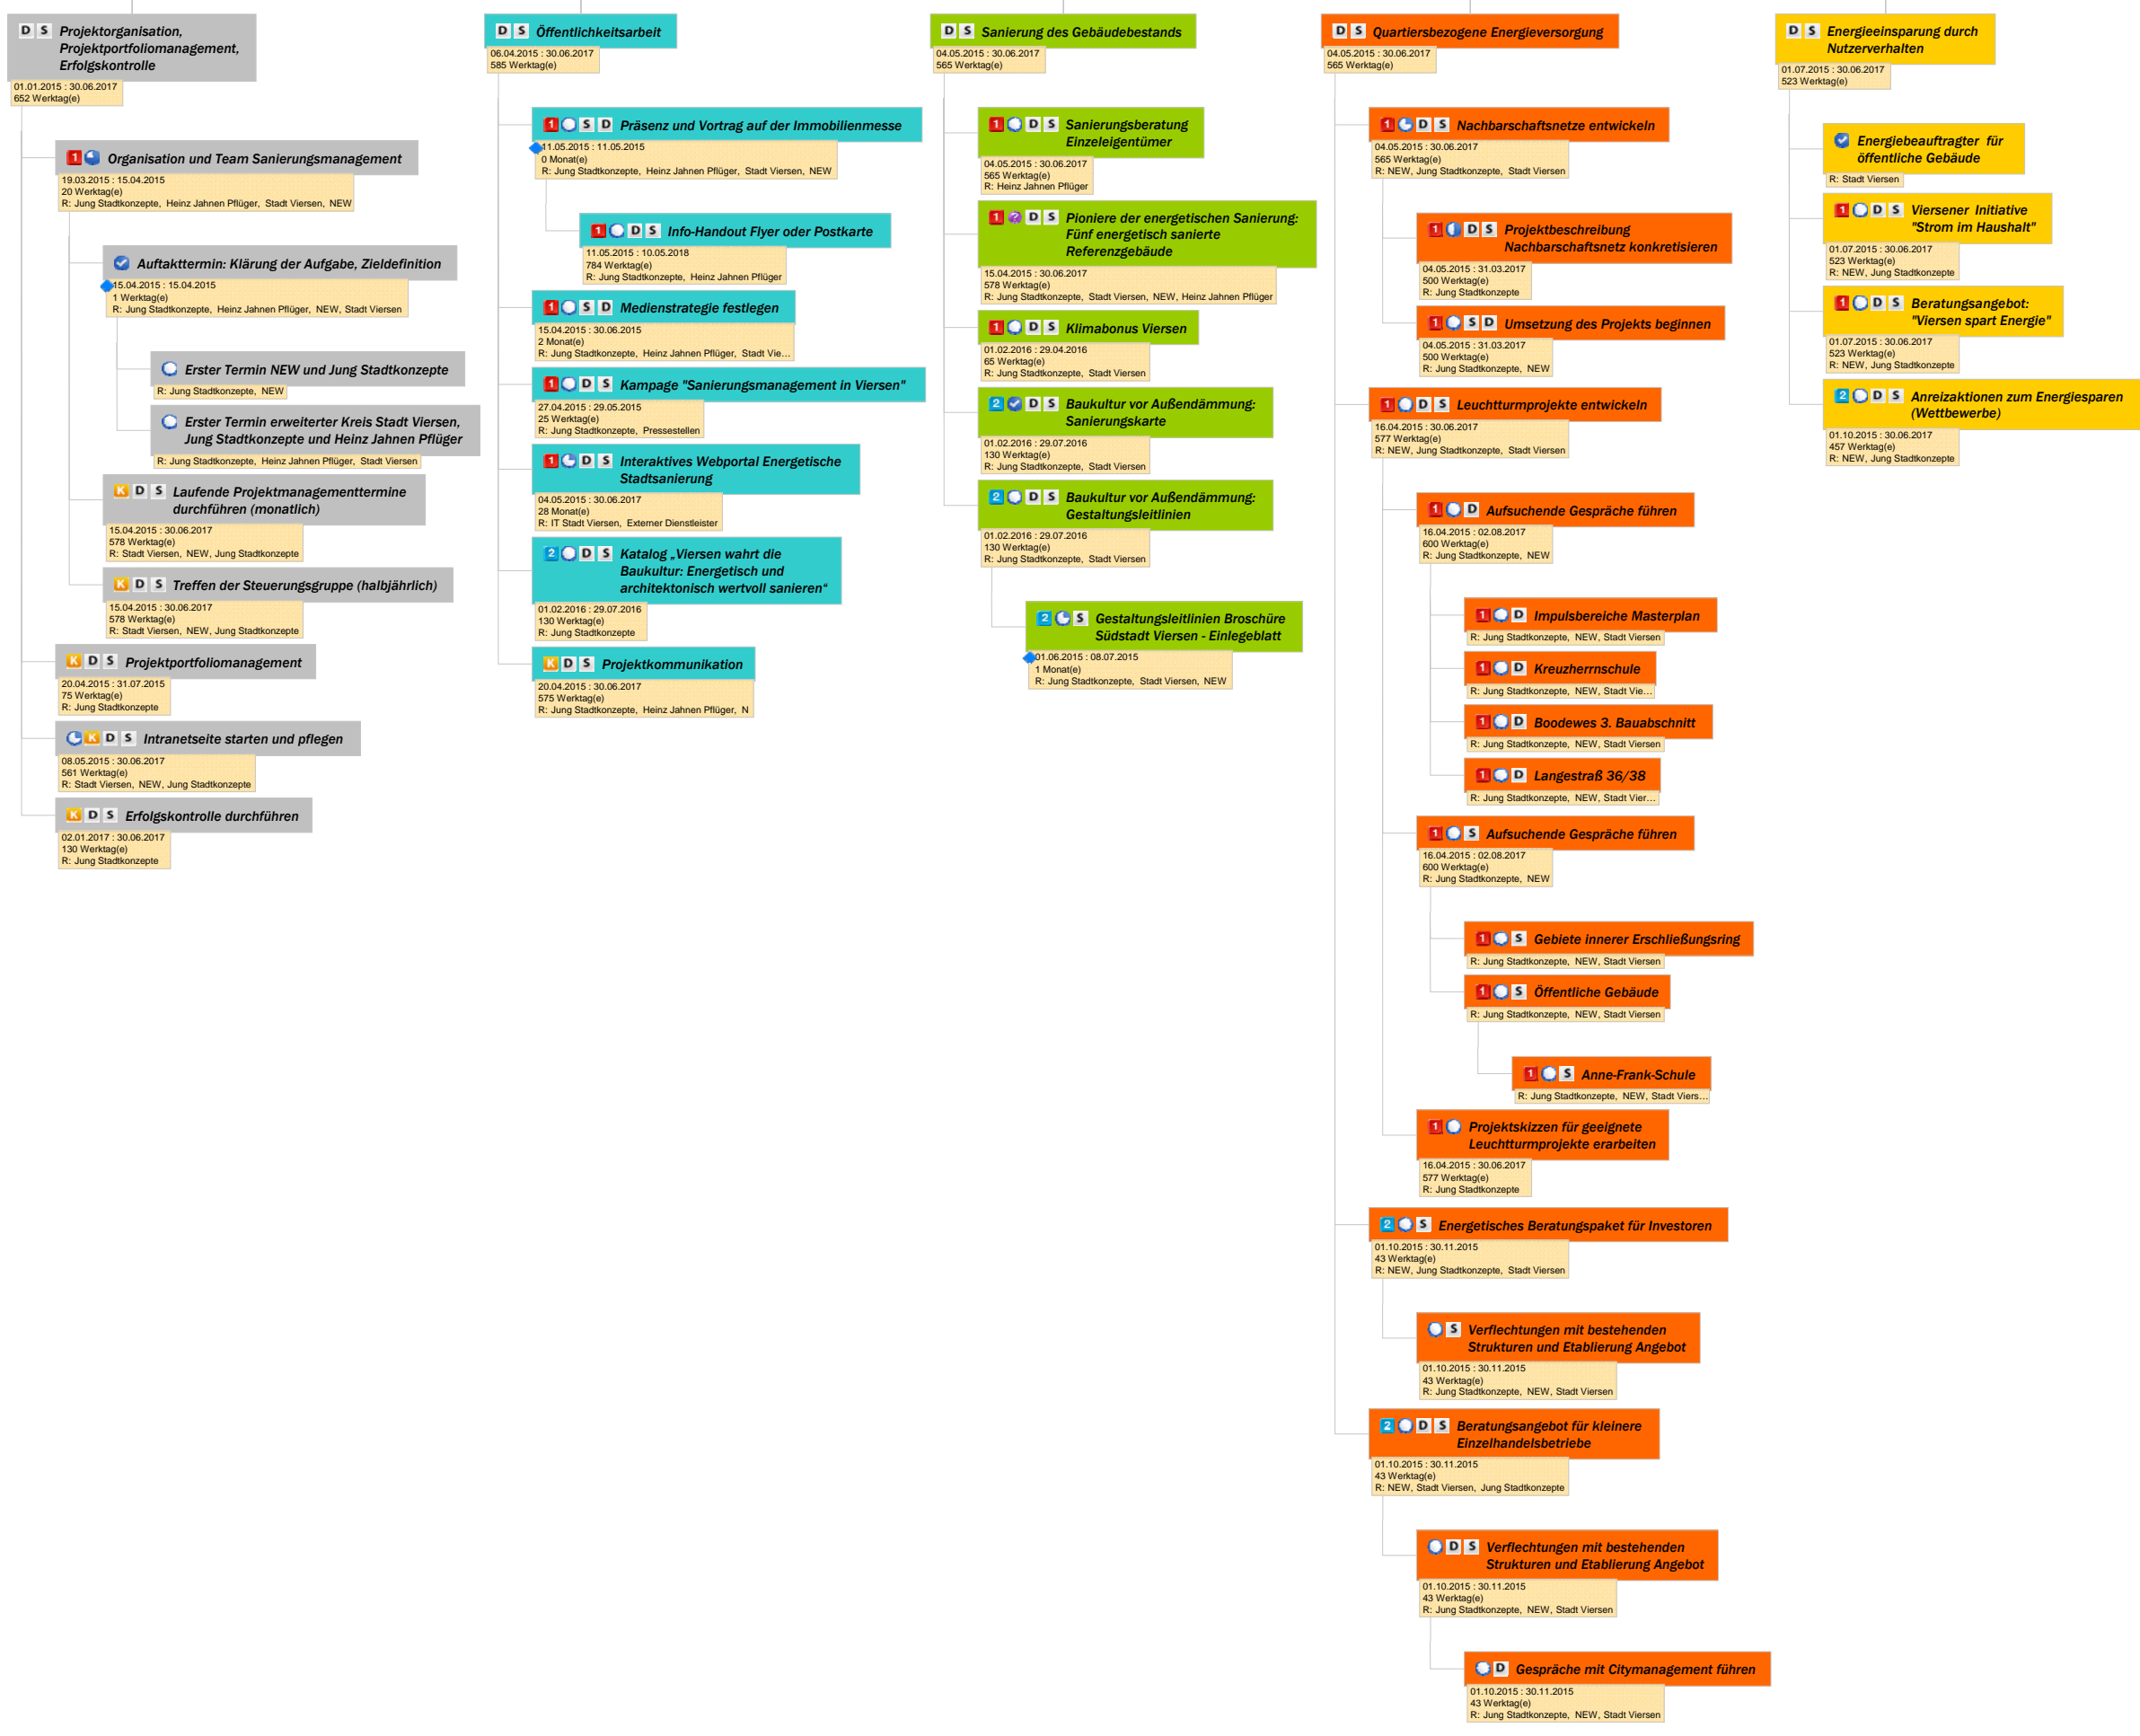 D S Projektorganisation,
Projektportfoliomanagement,
Erfolgskontrolle
01.01.2015 : 30.06.2017
652 Werktag(e)
1 Organisation und Team Sanierungsmanagement
19.03.2015 : 15.04.2015
20 Werktag(e)
R: Jung Stadtkonzepte, Heinz Jahnen Pflüger, Stadt Viersen, NEW
Auftakttermin: Klärung der Aufgabe, Zieldefinition
15.04.2015 : 15.04.2015
1 Werktag(e)
R: Jung Stadtkonzepte, Heinz Jahnen Pflüger, NEW, Stadt Viersen
Erster Termin NEW und Jung Stadtkonzepte
R: Jung Stadtkonzepte, NEW
Erster Termin erweiterter Kreis Stadt Viersen,
Jung Stadtkonzepte und Heinz Jahnen Pflüger
R: Jung Stadtkonzepte, Heinz Jahnen Pflüger, Stadt Viersen
K D S Laufende Projektmanagementtermine
durchführen (monatlich)
15.04.2015 : 30.06.2017
578 Werktag(e)
R: Stadt Viersen, NEW, Jung Stadtkonzepte
K D S Treffen der Steuerungsgruppe (halbjährlich)
15.04.2015 : 30.06.2017
578 Werktag(e)
R: Stadt Viersen, NEW, Jung Stadtkonzepte
K D S Projektportfoliomanagement
20.04.2015 : 31.07.2015
75 Werktag(e)
R: Jung Stadtkonzepte
K D S Intranetseite starten und pflegen
08.05.2015 : 30.06.2017
561 Werktag(e)
R: Stadt Viersen, NEW, Jung Stadtkonzepte
K D S Erfolgskontrolle durchführen
02.01.2017 : 30.06.2017
130 Werktag(e)
R: Jung Stadtkonzepte
D S Öffentlichkeitsarbeit
06.04.2015 : 30.06.2017
585 Werktag(e)
1 S D Präsenz und Vortrag auf der Immobilienmesse
11.05.2015 : 11.05.2015
0 Monat(e)
R: Jung Stadtkonzepte, Heinz Jahnen Pflüger, Stadt Viersen, NEW
1 D S Info-Handout Flyer oder Postkarte
11.05.2015 : 10.05.2018
784 Werktag(e)
R: Jung Stadtkonzepte, Heinz Jahnen Pflüger
1 S D Medienstrategie festlegen
15.04.2015 : 30.06.2015
2 Monat(e)
R: Jung Stadtkonzepte, Heinz Jahnen Pflüger, Stadt Vie...
1 D S Kampage "Sanierungsmanagement in Viersen"
27.04.2015 : 29.05.2015
25 Werktag(e)
R: Jung Stadtkonzepte, Pressestellen
1 D S Interaktives Webportal Energetische
Stadtsanierung
04.05.2015 : 30.06.2017
28 Monat(e)
R: IT Stadt Viersen, Externer Dienstleister
2 D S Katalog „Viersen wahrt die
Baukultur: Energetisch und
architektonisch wertvoll sanieren“
01.02.2016 : 29.07.2016
130 Werktag(e)
R: Jung Stadtkonzepte
K D S Projektkommunikation
20.04.2015 : 30.06.2017
575 Werktag(e)
R: Jung Stadtkonzepte, Heinz Jahnen Pflüger, N
D S Sanierung des Gebäudebestands
04.05.2015 : 30.06.2017
565 Werktag(e)
1 D S Sanierungsberatung
Einzeleigentümer
04.05.2015 : 30.06.2017
565 Werktag(e)
R: Heinz Jahnen Pflüger
1 ? D S Pioniere der energetischen Sanierung:
Fünf energetisch sanierte
Referenzgebäude
15.04.2015 : 30.06.2017
578 Werktag(e)
R: Jung Stadtkonzepte, Stadt Viersen, NEW, Heinz Jahnen Pflüger
1 D S Klimabonus Viersen
01.02.2016 : 29.04.2016
65 Werktag(e)
R: Jung Stadtkonzepte, Stadt Viersen
2 D S Baukultur vor Außendämmung:
Sanierungskarte
01.02.2016 : 29.07.2016
130 Werktag(e)
R: Jung Stadtkonzepte, Stadt Viersen
2 D S Baukultur vor Außendämmung:
Gestaltungsleitlinien
01.02.2016 : 29.07.2016
130 Werktag(e)
R: Jung Stadtkonzepte, Stadt Viersen
2 S Gestaltungsleitlinien Broschüre
Südstadt Viersen - Einlegeblatt
01.06.2015 : 08.07.2015
1 Monat(e)
R: Jung Stadtkonzepte, Stadt Viersen, NEW
D S Quartiersbezogene Energieversorgung
04.05.2015 : 30.06.2017
565 Werktag(e)
1 D S Nachbarschaftsnetze entwickeln
04.05.2015 : 30.06.2017
565 Werktag(e)
R: NEW, Jung Stadtkonzepte, Stadt Viersen
1 D S Projektbeschreibung
Nachbarschaftsnetz konkretisieren
04.05.2015 : 31.03.2017
500 Werktag(e)
R: Jung Stadtkonzepte
1 S D Umsetzung des Projekts beginnen
04.05.2015 : 31.03.2017
500 Werktag(e)
R: Jung Stadtkonzepte, NEW
1 D S Leuchtturmprojekte entwickeln
16.04.2015 : 30.06.2017
577 Werktag(e)
R: NEW, Jung Stadtkonzepte, Stadt Viersen
1 D Aufsuchende Gespräche führen
16.04.2015 : 02.08.2017
600 Werktag(e)
R: Jung Stadtkonzepte, NEW
1 D Impulsbereiche Masterplan
R: Jung Stadtkonzepte, NEW, Stadt Viersen
1 D Kreuzherrnschule
R: Jung Stadtkonzepte, NEW, Stadt Vie...
1 D Boodewes 3. Bauabschnitt
R: Jung Stadtkonzepte, NEW, Stadt Viersen
1 D Langestraß 36/38
R: Jung Stadtkonzepte, NEW, Stadt Vier...
1 S Aufsuchende Gespräche führen
16.04.2015 : 02.08.2017
600 Werktag(e)
R: Jung Stadtkonzepte, NEW
1 S Gebiete innerer Erschließungsring
R: Jung Stadtkonzepte, NEW, Stadt Viersen
1 S Öffentliche Gebäude
R: Jung Stadtkonzepte, NEW, Stadt Viersen
1 S Anne-Frank-Schule
R: Jung Stadtkonzepte, NEW, Stadt Viers...
1 Projektskizzen für geeignete
Leuchtturmprojekte erarbeiten
16.04.2015 : 30.06.2017
577 Werktag(e)
R: Jung Stadtkonzepte
2 S Energetisches Beratungspaket für Investoren
01.10.2015 : 30.11.2015
43 Werktag(e)
R: NEW, Jung Stadtkonzepte, Stadt Viersen
S Verflechtungen mit bestehenden
Strukturen und Etablierung Angebot
01.10.2015 : 30.11.2015
43 Werktag(e)
R: Jung Stadtkonzepte, NEW, Stadt Viersen
2 D S Beratungsangebot für kleinere
Einzelhandelsbetriebe
01.10.2015 : 30.11.2015
43 Werktag(e)
R: NEW, Stadt Viersen, Jung Stadtkonzepte
D S Verflechtungen mit bestehenden
Strukturen und Etablierung Angebot
01.10.2015 : 30.11.2015
43 Werktag(e)
R: Jung Stadtkonzepte, NEW, Stadt Viersen
D Gespräche mit Citymanagement führen
01.10.2015 : 30.11.2015
43 Werktag(e)
R: Jung Stadtkonzepte, NEW, Stadt Viersen
D S Energieeinsparung durch
Nutzerverhalten
01.07.2015 : 30.06.2017
523 Werktag(e)
Energiebeauftragter für
öffentliche Gebäude
R: Stadt Viersen
1 D S Viersener Initiative
"Strom im Haushalt"
01.07.2015 : 30.06.2017
523 Werktag(e)
R: NEW, Jung Stadtkonzepte
1 D S Beratungsangebot:
"Viersen spart Energie"
01.07.2015 : 30.06.2017
523 Werktag(e)
R: NEW, Jung Stadtkonzepte
2 D S Anreizaktionen zum Energiesparen
(Wettbewerbe)
01.10.2015 : 30.06.2017
457 Werktag(e)
R: NEW, Jung Stadtkonzepte